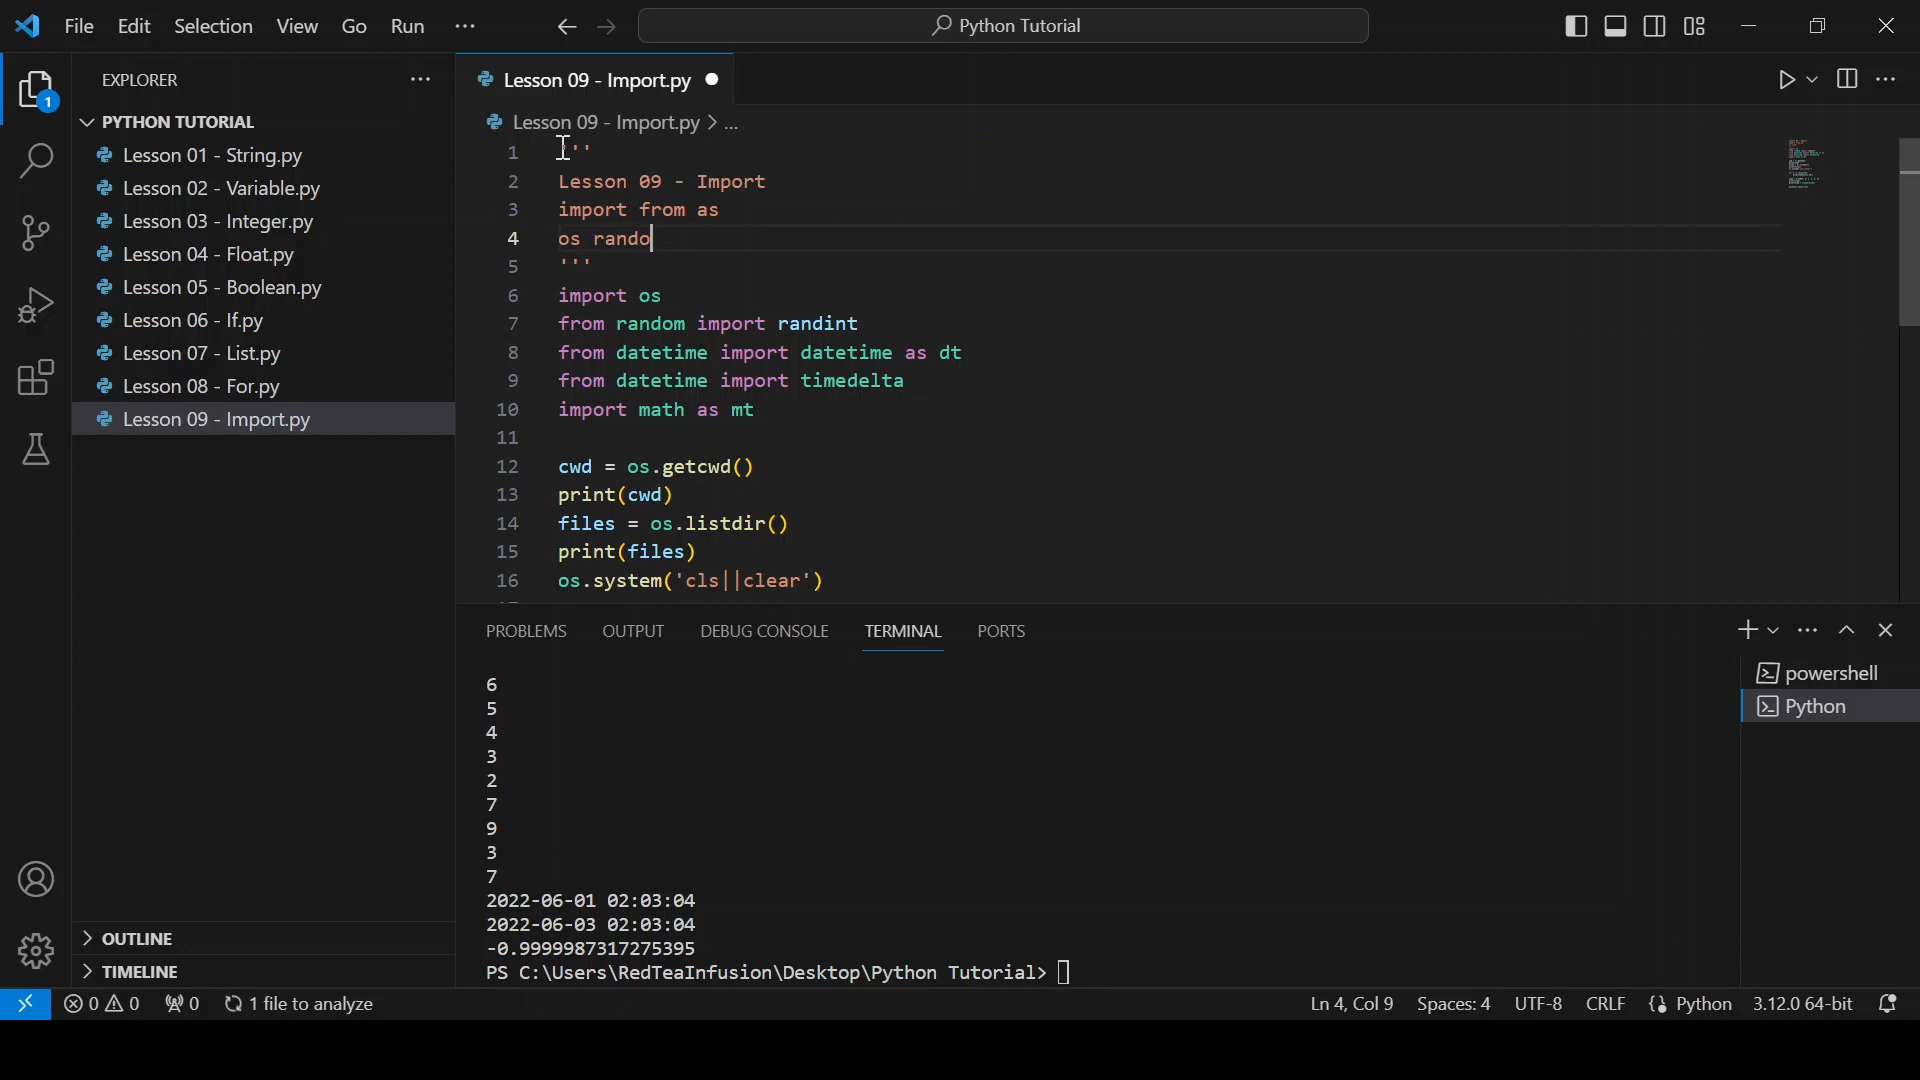 File Edit Selection View Go Run ...
Python Tutorial
EXPLORER
1
PYTHON TUTORIAL
Lesson 01 - String.py
Lesson 02 - Variable.py
Lesson 03 - Integer.py
Lesson 04 - Float.py
Lesson 05 - Boolean.py
Lesson 06 - If.py
Lesson 07 - List.py
Lesson 08 - For.py
Lesson 09 - Import.py
OUTLINE
TIMELINE
Lesson 09 - Import.py
Lesson 09 - Import.py > ...
1 '''
2 Lesson 09 - Import
3 import from as
4 os rando
5 '''
6 import os
7 from random import randint
8 from datetime import datetime as dt
9 from datetime import timedelta
10 import math as mt
11
12 cwd = os.getcwd()
13 print(cwd)
14 files = os.listdir()
15 print(files)
16 os.system('cls||clear')
PROBLEMS OUTPUT DEBUG CONSOLE TERMINAL PORTS
6
5
4
3
2
7
9
3
7
2022-06-01 02:03:04
2022-06-03 02:03:04
-0.9999987317275395
PS C:\Users\RedTeaInfusion\Desktop\Python Tutorial>
powershell
Python
0 0 0 1 file to analyze Ln 4, Col 9 Spaces: 4 UTF-8 CRLF {} Python 3.12.0 64-bit